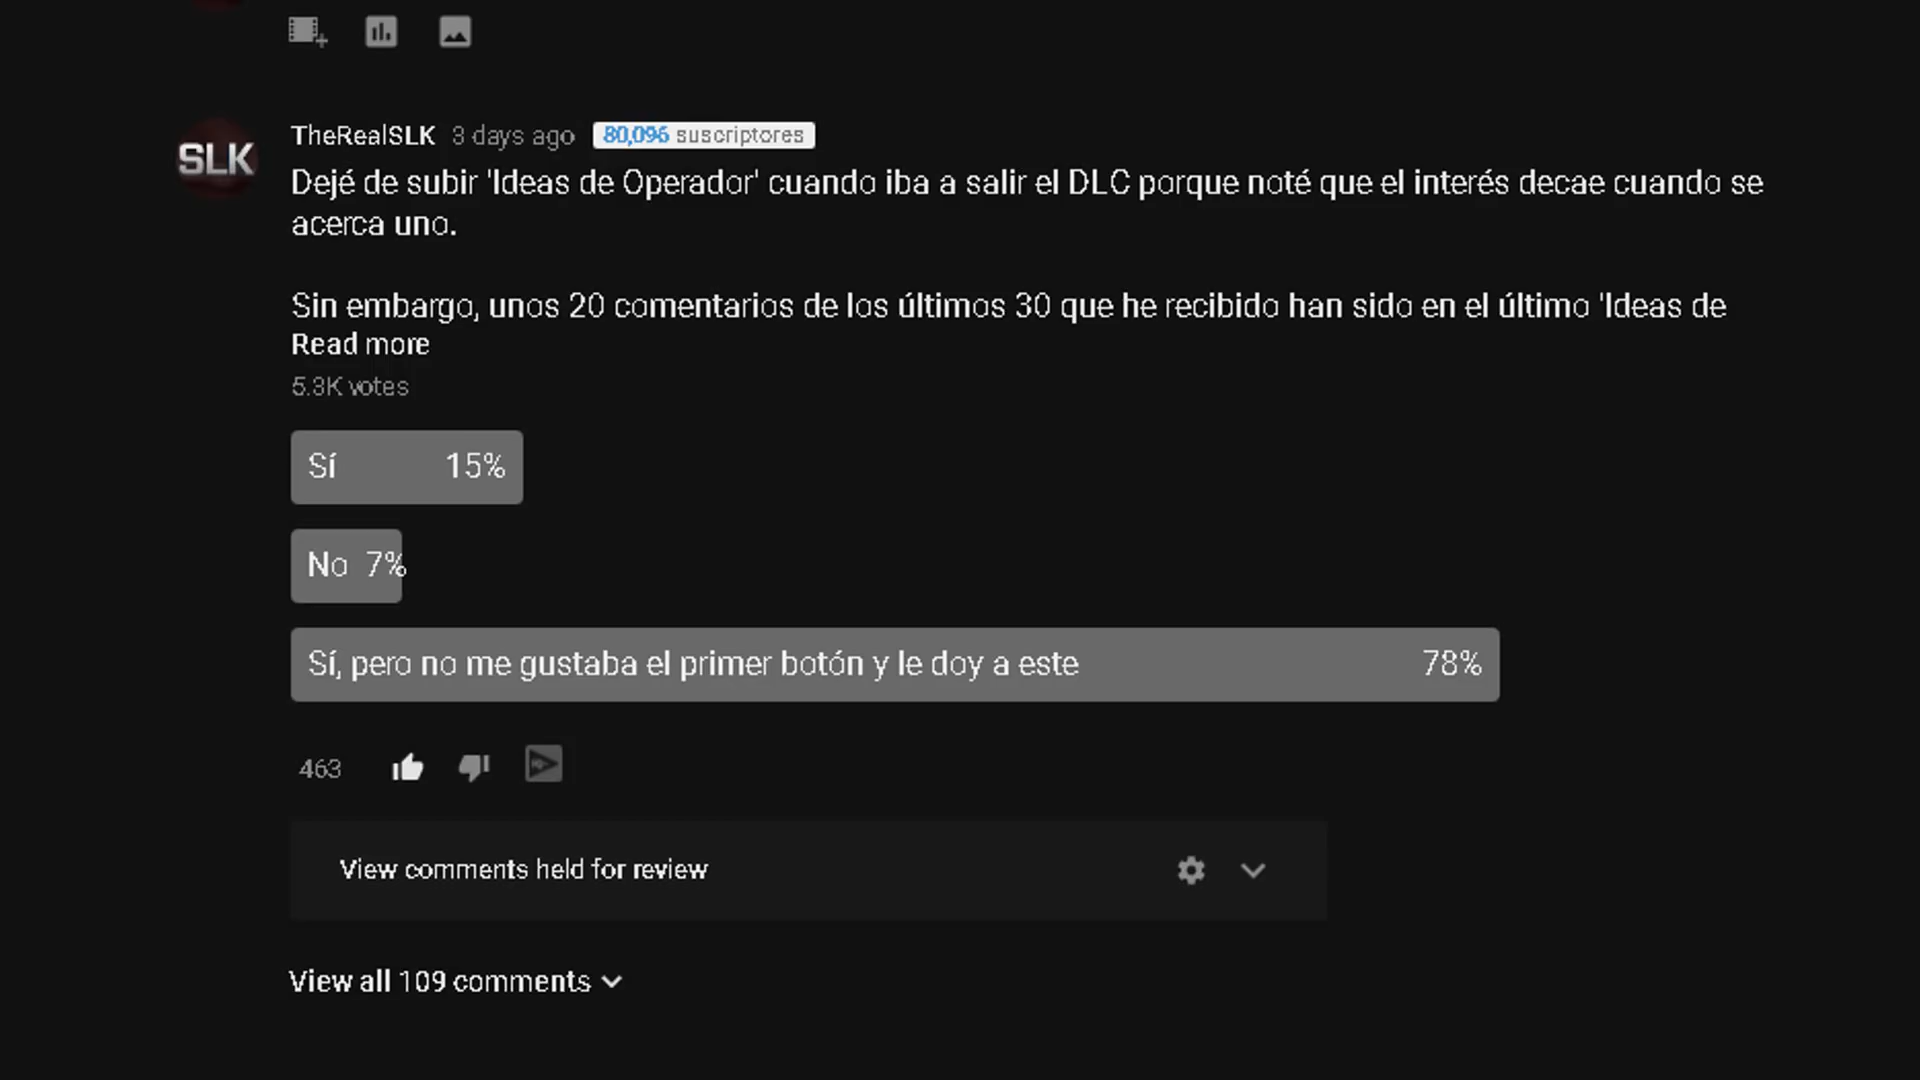 SLK
TheRealSLK 3 days ago 80,096 suscriptores
Dejé de subir 'Ideas de Operador' cuando iba a salir el DLC porque noté que el interés decae cuando se
acerca uno.
Sin embargo, unos 20 comentarios de los últimos 30 que he recibido han sido en el último 'Ideas de
Read more
5.3K votes
Sí 15%
No 7%
Sí, pero no me gustaba el primer botón y le doy a este 78%
463
View comments held for review
View all 109 comments